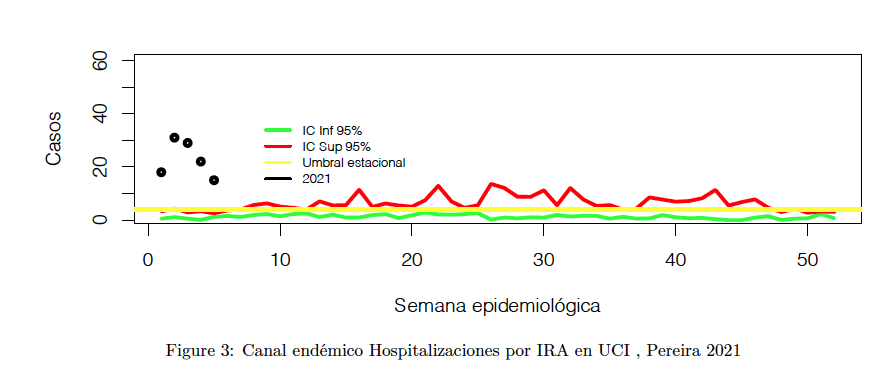 60
40
20
0
Casos
IC Inf 95%
IC Sup 95%
Umbral estacional
2021
0 10 20 30 40 50
Semana epidemiológica
Figure 3: Canal endémico Hospitalizaciones por IRA en UCI , Pereira 2021